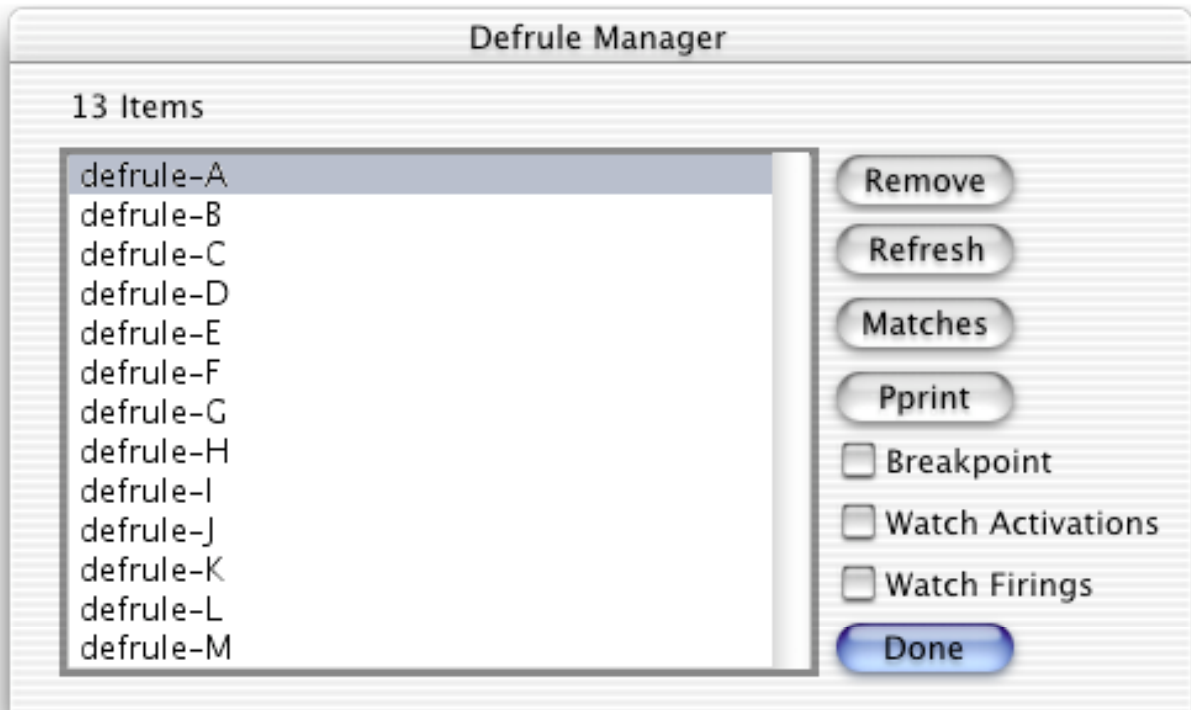 Defrule Manager
13 Items
defrule-A
defrule-B
defrule-C
defrule-D
defrule-E
defrule-F
defrule-G
defrule-H
defrule-I
defrule-J
defrule-K
defrule-L
defrule-M
Remove
Refresh
Matches
Pprint
Breakpoint
Watch Activations
Watch Firings
Done